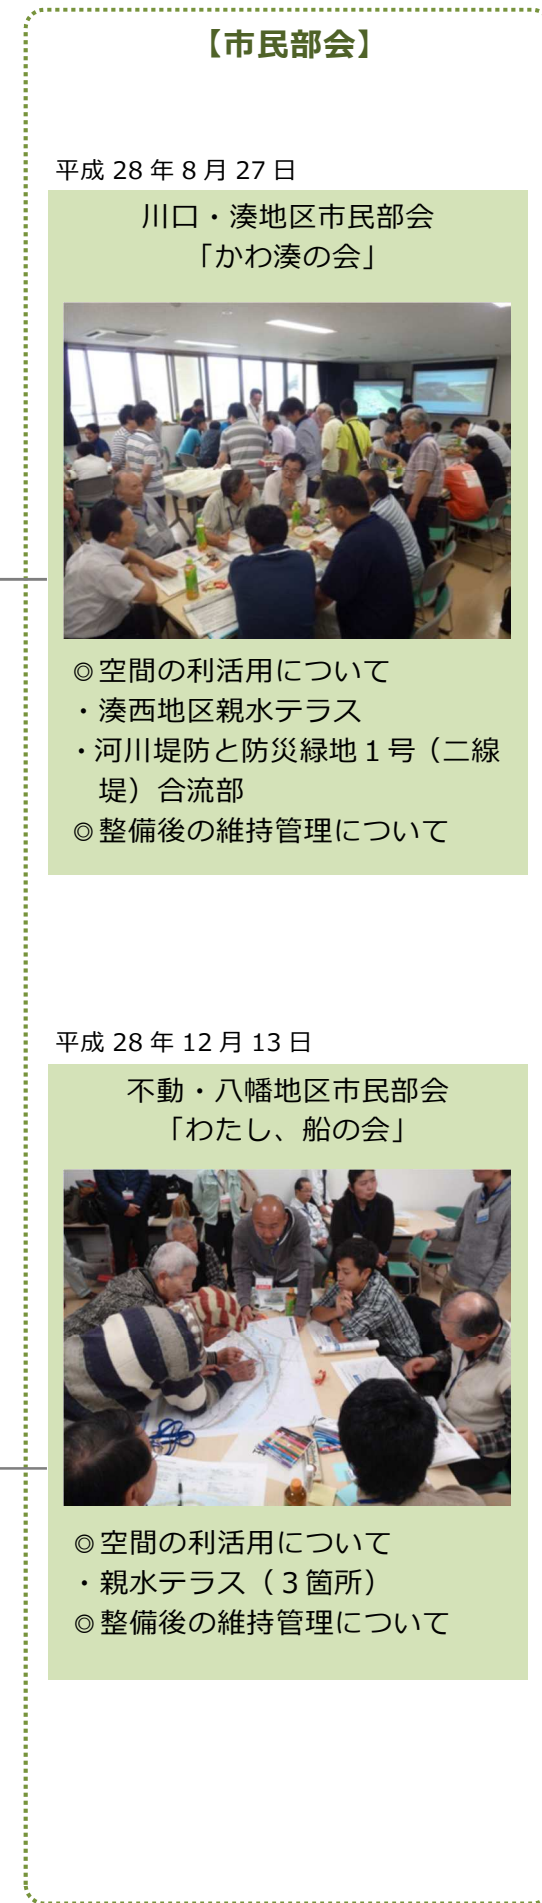 【市民部会】
平成 28 年 8 月 27 日
川口・湊地区市民部会
「かわ湊の会」
◎空間の利活用について
・湊西地区親水テラス
・河川堤防と防災緑地１号（二線
堤）合流部
◎整備後の維持管理について
平成 28 年 12 月 13 日
不動・八幡地区市民部会
「わたし、船の会」
◎空間の利活用について
・親水テラス（３箇所）
◎整備後の維持管理について